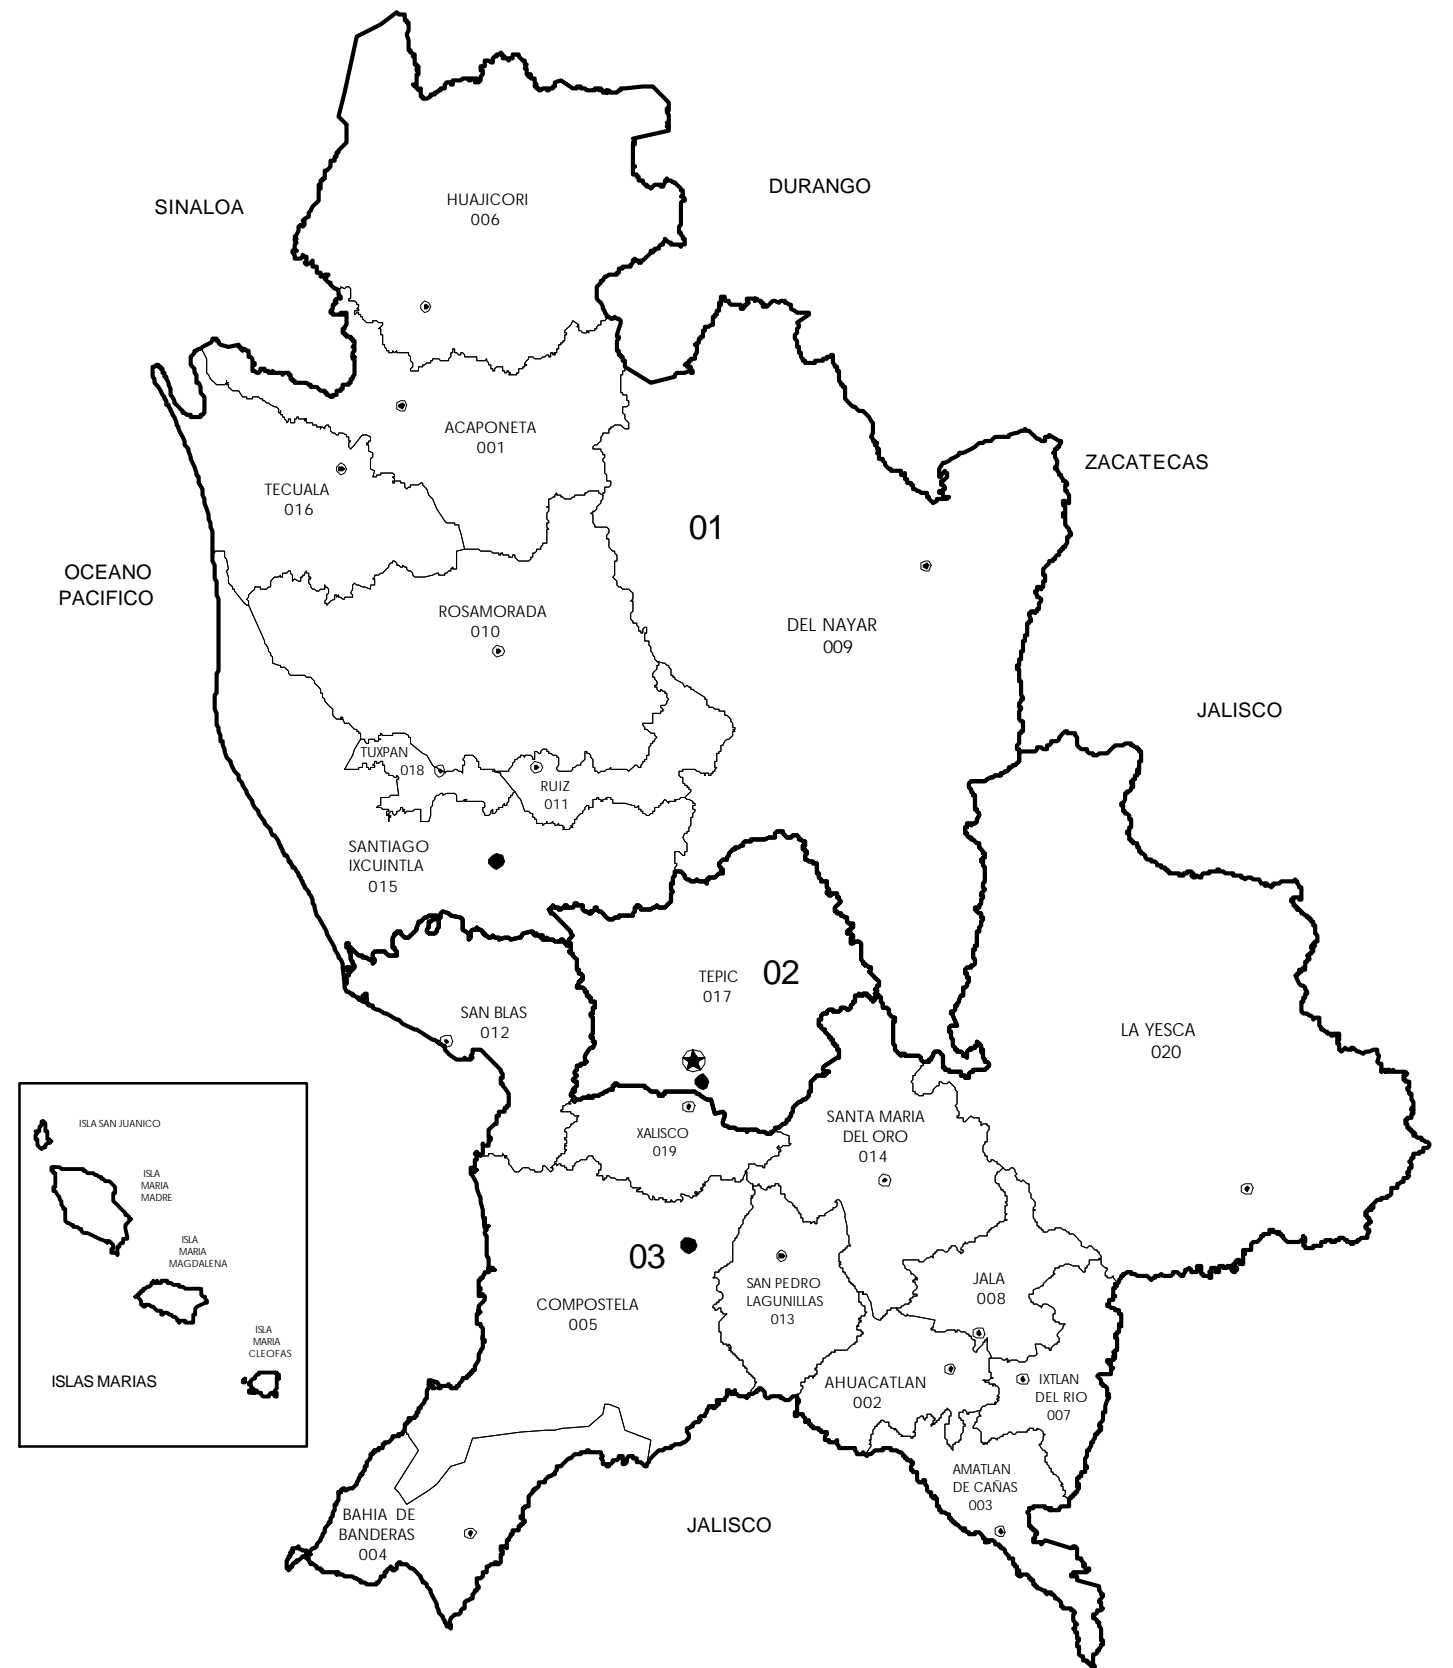 SINALOA
DURANGO
HUAJICORI
006
ACAPONETA
001
ZACATECAS
TECUALA
016
01
OCEANO
PACIFICO
ROSAMORADA
010
DEL NAYAR
009
JALISCO
TUXPAN
018
RUIZ
011
SANTIAGO
IXCUINTLA
015
TEPIC
017
02
SAN BLAS
012
LA YESCA
020
SANTA MARIA
DEL ORO
014
XALISCO
019
ISLA SAN JUANICO
ISLA
MARIA
MADRE
ISLA
MARIA
MAGDALENA
ISLA
MARIA
CLEOFAS
ISLAS MARIAS
03
COMPOSTELA
005
SAN PEDRO
LAGUNILLAS
013
JALA
008
AHUACATLAN
002
IXTLAN
DEL RIO
007
AMATLAN
DE CAÑAS
003
BAHIA DE
BANDERAS
004
JALISCO